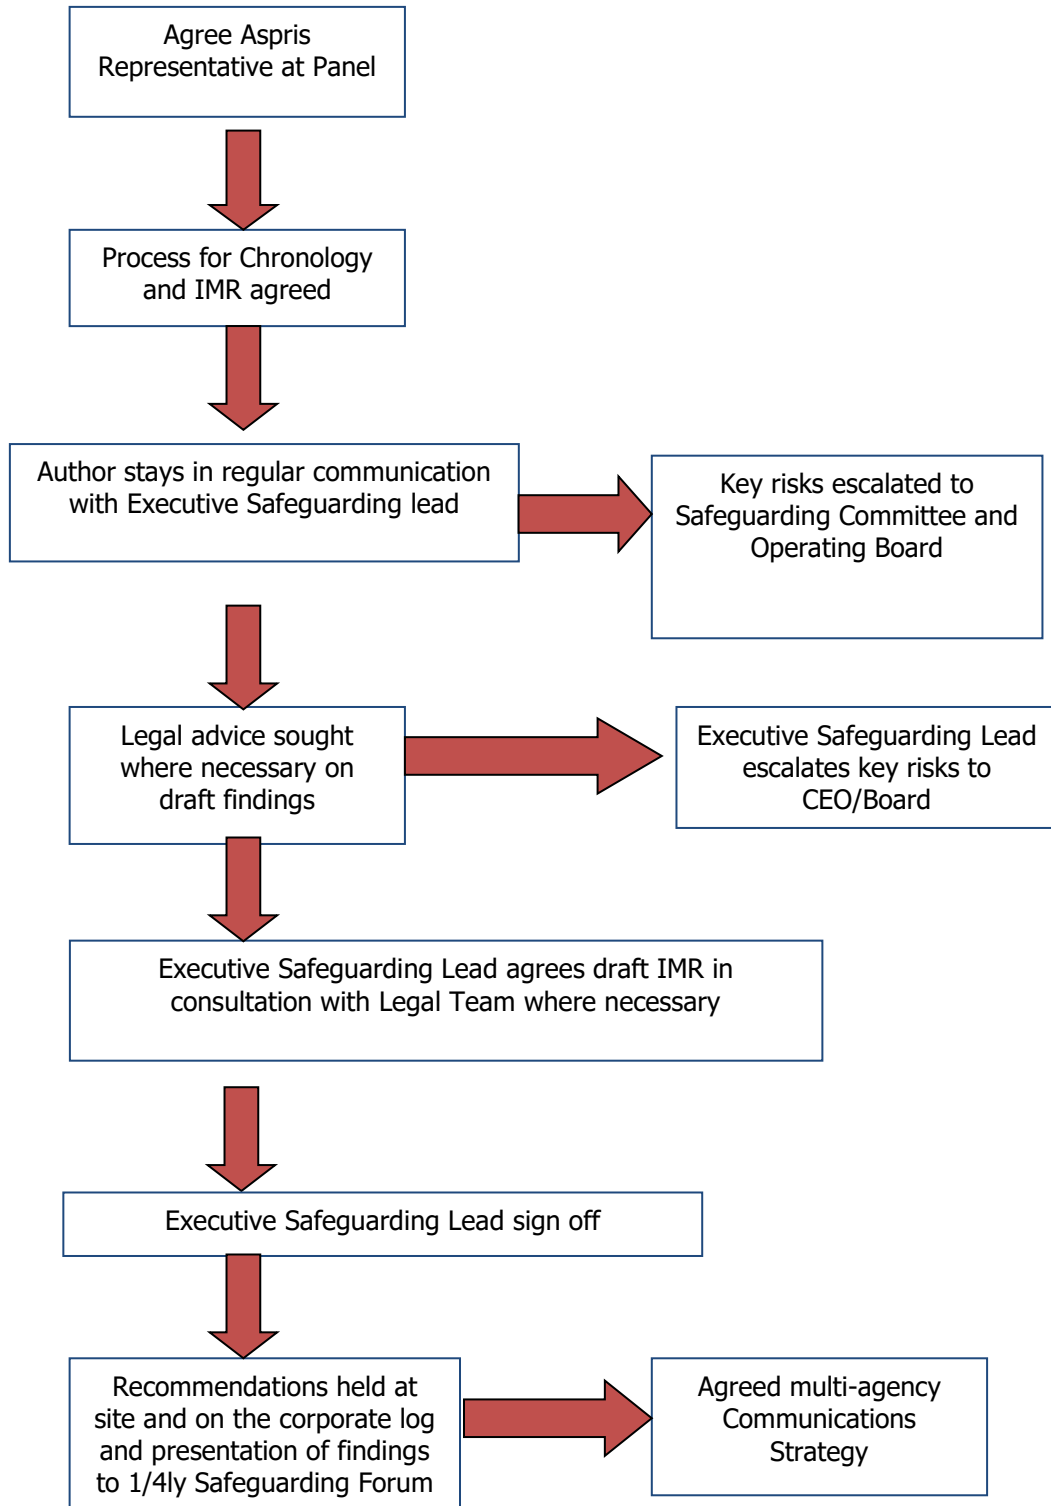 Agree Aspris
Representative at Panel
Process for Chronology
and IMR agreed
Author stays in regular communication
with Executive Safeguarding lead
Key risks escalated to
Safeguarding Committee and
Operating Board
Legal advice sought
where necessary on
draft findings
Executive Safeguarding Lead
escalates key risks to
CEO/Board
Executive Safeguarding Lead agrees draft IMR in
consultation with Legal Team where necessary
Executive Safeguarding Lead sign off
Recommendations held at
site and on the corporate log
and presentation of findings
to 1/4ly Safeguarding Forum
Agreed multi-agency
Communications
Strategy